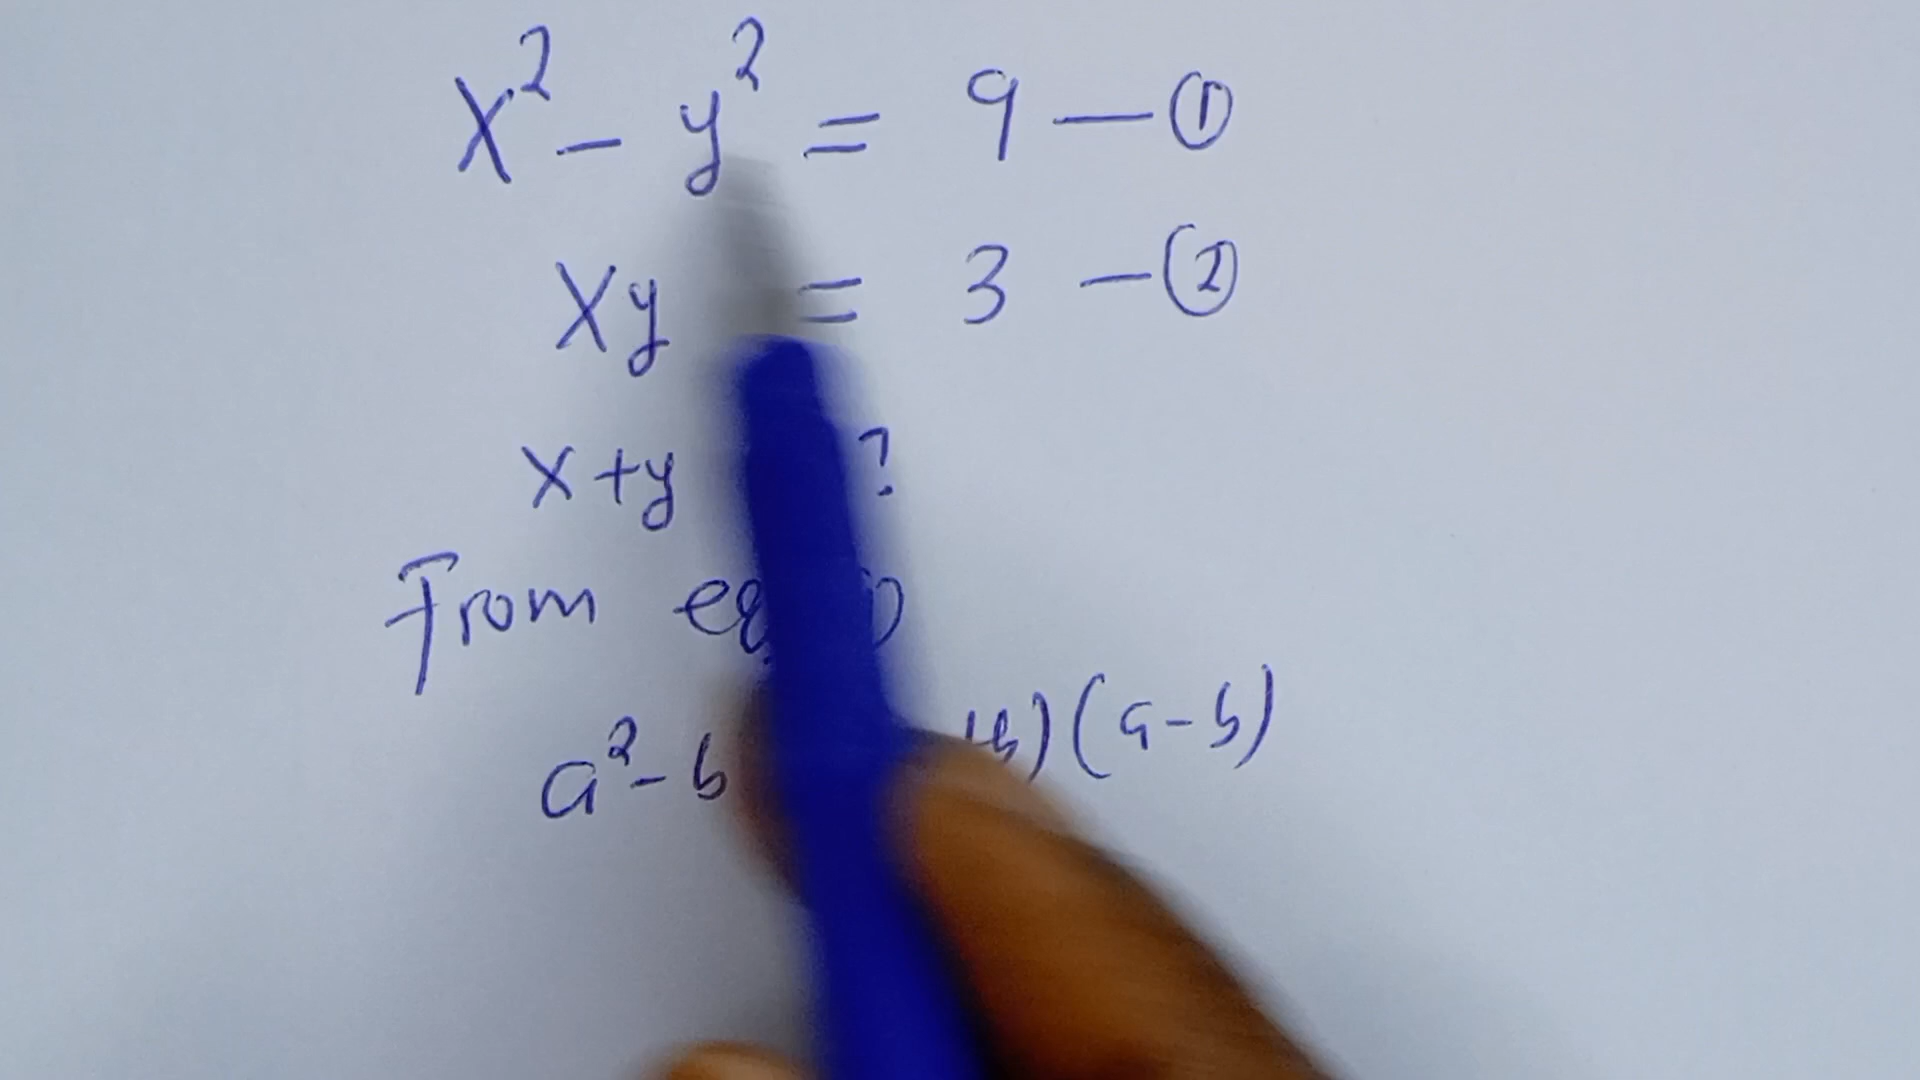 x² - y² = 9 — ①
xy = 3 — ②
x + y ?
From
a² - b b) (a - b)